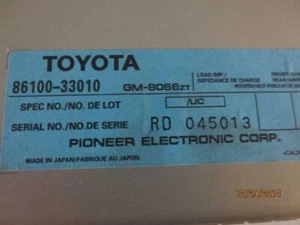 TOYOTA
86100-33010 GM-8066ZT
LOAD IMP./
IMPEDANCE DE CHARGE
SPEC NO./NO. DE LOT /UC
SERIAL NO./NO. DE SERIE RD 045013
PIONEER ELECTRONIC CORP.
MADE IN JAPAN/FABRIQUE AU JAPON